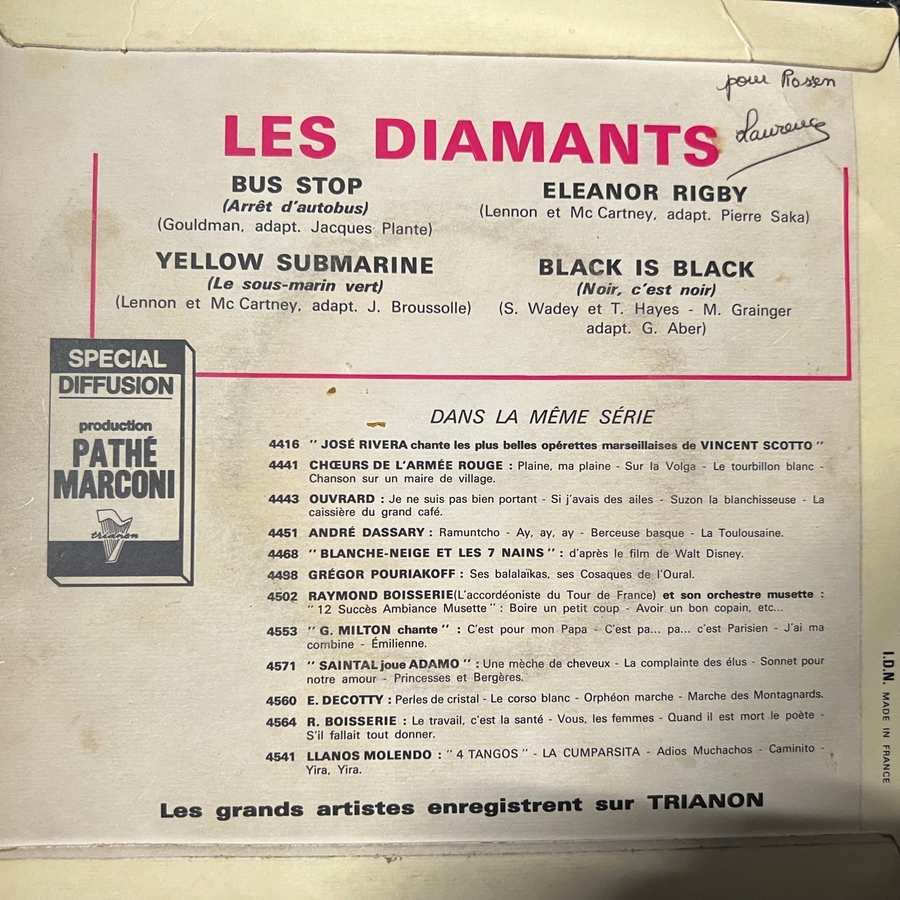 pour Rossen
Laurence
LES DIAMANTS
BUS STOP
(Arrêt d'autobus)
(Gouldman, adapt. Jacques Plante)
ELEANOR RIGBY
(Lennon et Mc Cartney, adapt. Pierre Saka)
YELLOW SUBMARINE
(Le sous-marin vert)
(Lennon et Mc Cartney, adapt. J. Broussolle)
BLACK IS BLACK
(Noir, c'est noir)
(S. Wadey et T. Hayes - M. Grainger
adapt. G. Aber)
SPECIAL
DIFFUSION
production
PATHÉ
MARCONI
trianon
DANS LA MÊME SÉRIE
4416 " JOSÉ RIVERA chante les plus belles opérettes marseillaises de VINCENT SCOTTO "
4441 CHŒURS DE L'ARMÉE ROUGE : Plaine, ma plaine - Sur la Volga - Le tourbillon blanc -
Chanson sur un maire de village.
4443 OUVRARD : Je ne suis pas bien portant - Si j'avais des ailes - Suzon la blanchisseuse - La
caissière du grand café.
4451 ANDRÉ DASSARY : Ramuntcho - Ay, ay, ay - Berceuse basque - La Toulousaine.
4468 " BLANCHE-NEIGE ET LES 7 NAINS " : d'après le film de Walt Disney.
4498 GRÉGOR POURIAKOFF : Ses balalaïkas, ses Cosaques de l'Oural.
4502 RAYMOND BOISSERIE (L'accordéoniste du Tour de France) et son orchestre musette :
"12 Succès Ambiance Musette" : Boire un petit coup - Avoir un bon copain, etc...
4553 " G. MILTON chante " : C'est pour mon Papa - C'est pa... pa... c'est Parisien - J'ai ma
combine - Émilienne.
4571 " SAINTAL joue ADAMO " : Une mèche de cheveux - La complainte des élus - Sonnet pour
notre amour - Princesses et Bergères.
4560 E. DECOTTY : Perles de cristal - Le corso blanc - Orphéon marche - Marche des Montagnards.
4564 R. BOISSERIE : Le travail, c'est la santé - Vous, les femmes - Quand il est mort le poète -
S'il fallait tout donner.
4541 LLANOS MOLENDO : " 4 TANGOS " - LA CUMPARSITA - Adios Muchachos - Caminito -
Yira, Yira.
Les grands artistes enregistrent sur TRIANON
I.D.N. MADE IN FRANCE